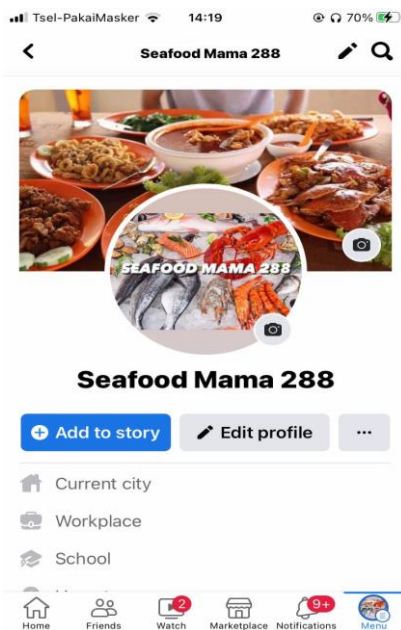 Tsel-PakaiMasker 14:19 70%
Seafood Mama 288
SEAFOOD MAMA 288
Seafood Mama 288
Add to story Edit profile
Current city
Workplace
School
2 9+
Home Friends Watch Marketplace Notifications Menu